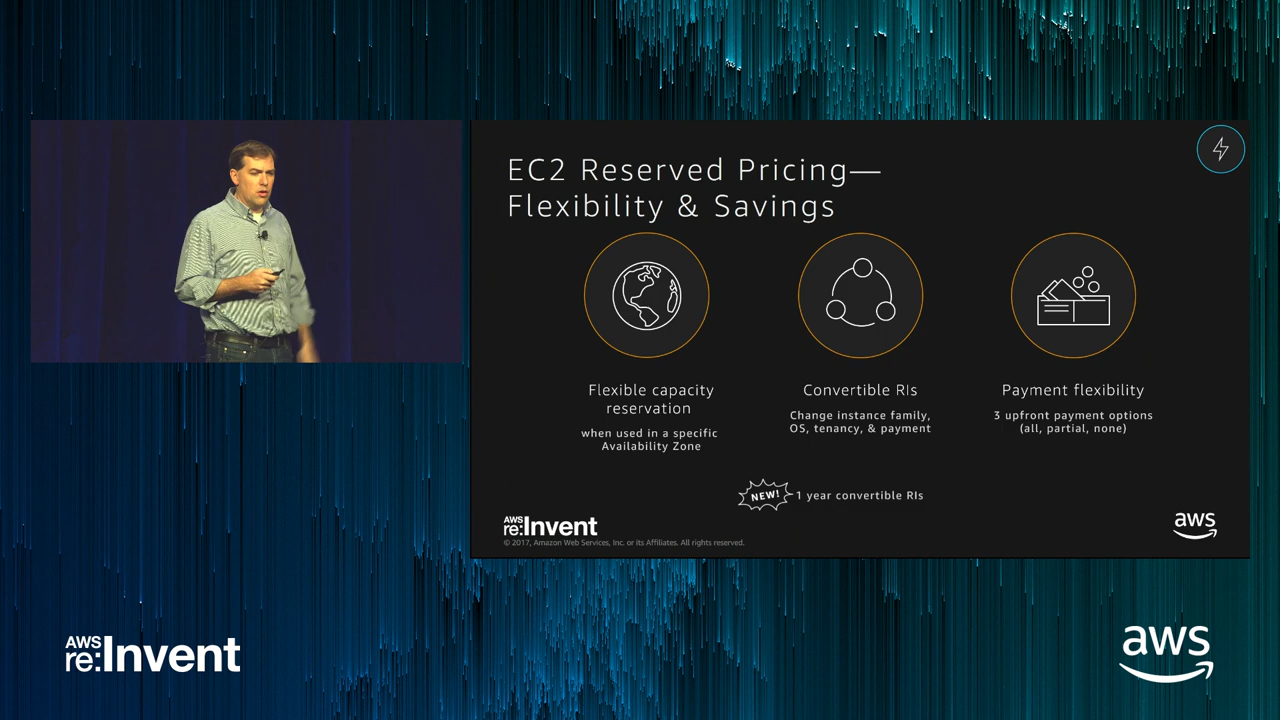 EC2 Reserved Pricing—
Flexibility & Savings
Flexible capacity
reservation
when used in a specific
Availability Zone
Convertible RIs
Change instance family,
OS, tenancy, & payment
Payment flexibility
3 upfront payment options
(all, partial, none)
NEW! 1 year convertible RIs
AWS
re:Invent
© 2017, Amazon Web Services, Inc. or its Affiliates. All rights reserved.
aws
AWS
re:Invent
aws